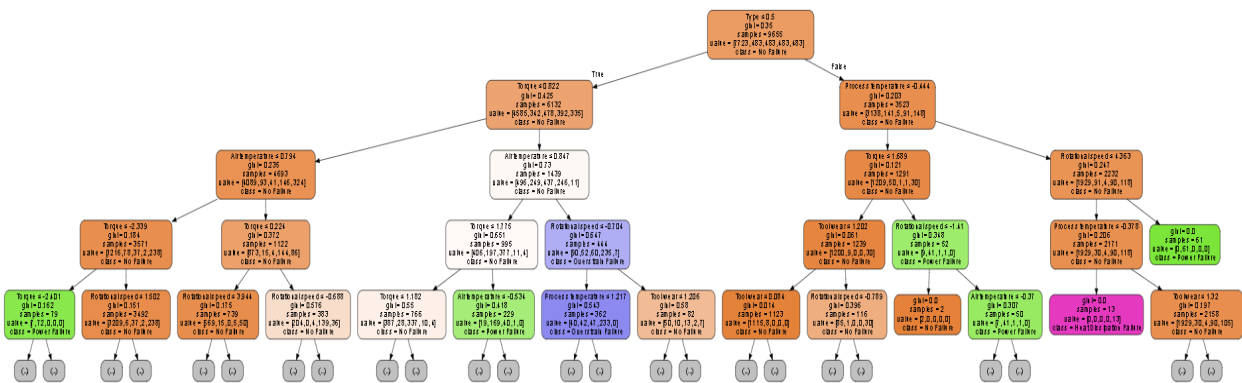 Type ≤ 0.5
gini = 0.35
samples = 9655
value = [7723,483,483,483,483]
class = No Failure
True
False
Torque ≤ 0.822
gini = 0.425
samples = 6132
value = [4585,342,478,392,335]
class = No Failure
Process temperature ≤ -0.444
gini = 0.203
samples = 3523
value = [3138,141,5,91,148]
class = No Failure
Air temperature ≤ 0.794
gini = 0.235
samples = 4693
value = [4089,93,41,146,324]
class = No Failure
Air temperature ≤ 0.847
gini = 0.73
samples = 1439
value = [496,249,437,246,11]
class = No Failure
Torque ≤ 1.689
gini = 0.121
samples = 1291
value = [1209,50,1,1,30]
class = No Failure
Rotational speed ≤ 4.363
gini = 0.247
samples = 2232
value = [1929,91,4,90,118]
class = No Failure
Torque ≤ -2.339
gini = 0.184
samples = 3571
value = [3216,78,37,2,238]
class = No Failure
Torque ≤ 0.224
gini = 0.372
samples = 1122
value = [873,15,4,144,86]
class = No Failure
Torque ≤ 1.775
gini = 0.651
samples = 995
value = [406,197,377,11,4]
class = No Failure
Rotational speed ≤ -0.704
gini = 0.647
samples = 444
value = [90,52,60,235,7]
class = Overstrain Failure
Tool wear ≤ 1.202
gini = 0.061
samples = 1239
value = [1200,9,0,0,30]
class = No Failure
Rotational speed ≤ -1.41
gini = 0.348
samples = 52
value = [9,41,1,1,0]
class = Power Failure
Process temperature ≤ -0.378
gini = 0.206
samples = 2171
value = [1929,30,4,90,118]
class = No Failure
gini = 0.0
samples = 61
value = [0,61,0,0,0]
class = Power Failure
Torque ≤ -2.601
gini = 0.162
samples = 79
value = [7,72,0,0,0]
class = Power Failure
Rotational speed ≤ 1.502
gini = 0.151
samples = 3492
value = [3209,6,37,2,238]
class = No Failure
Rotational speed ≤ 3.944
gini = 0.175
samples = 739
value = [669,15,0,5,50]
class = No Failure
Rotational speed ≤ -0.688
gini = 0.576
samples = 383
value = [204,0,4,139,36]
class = No Failure
Torque ≤ 1.182
gini = 0.55
samples = 766
value = [387,28,337,10,4]
class = No Failure
Air temperature ≤ -0.534
gini = 0.418
samples = 229
value = [19,169,40,1,0]
class = Power Failure
Process temperature ≤ 1.217
gini = 0.543
samples = 362
value = [40,42,47,233,0]
class = Overstrain Failure
Tool wear ≤ 1.206
gini = 0.58
samples = 82
value = [50,10,13,2,7]
class = No Failure
Tool wear ≤ 0.084
gini = 0.014
samples = 1123
value = [1115,8,0,0,0]
class = No Failure
Rotational speed ≤ -0.789
gini = 0.396
samples = 116
value = [85,1,0,0,30]
class = No Failure
gini = 0.0
samples = 2
value = [2,0,0,0,0]
class = No Failure
Air temperature ≤ -0.37
gini = 0.307
samples = 50
value = [7,41,1,1,0]
class = Power Failure
gini = 0.0
samples = 13
value = [0,0,0,0,13]
class = Heat Dissipation Failure
Tool wear ≤ 1.32
gini = 0.197
samples = 2158
value = [1929,30,4,90,105]
class = No Failure
(...) (...) (...) (...) (...) (...) (...) (...) (...) (...) (...) (...) (...) (...) (...) (...) (...) (...) (...) (...) (...) (...) (...) (...)